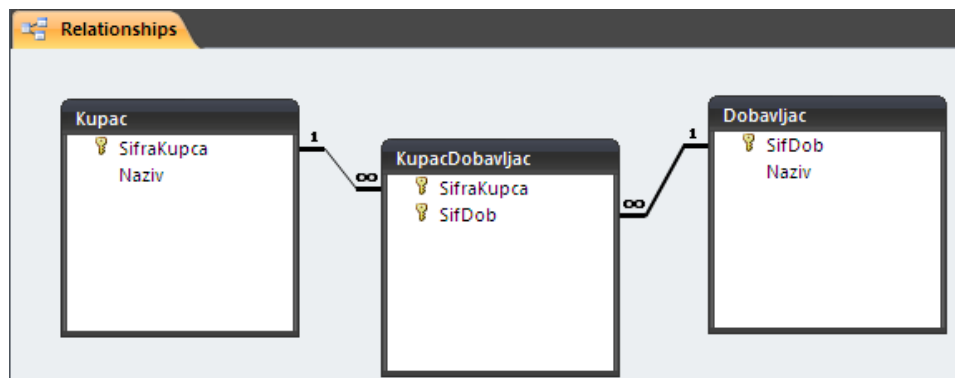 Relationships
Kupac
SifraKupca
Naziv
1
∞
KupacDobavljac
SifraKupca
SifDob
∞
1
Dobavljac
SifDob
Naziv